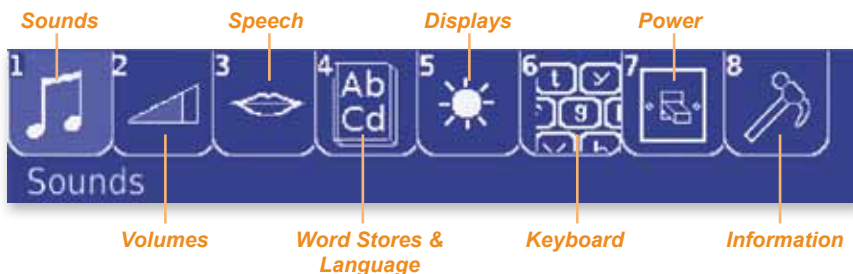 Sounds Speech Displays Power
1 2 3 4 5 6 7 8
Ab
Cd
t y
g
v b
Sounds
Volumes Word Stores & Keyboard Information
Language